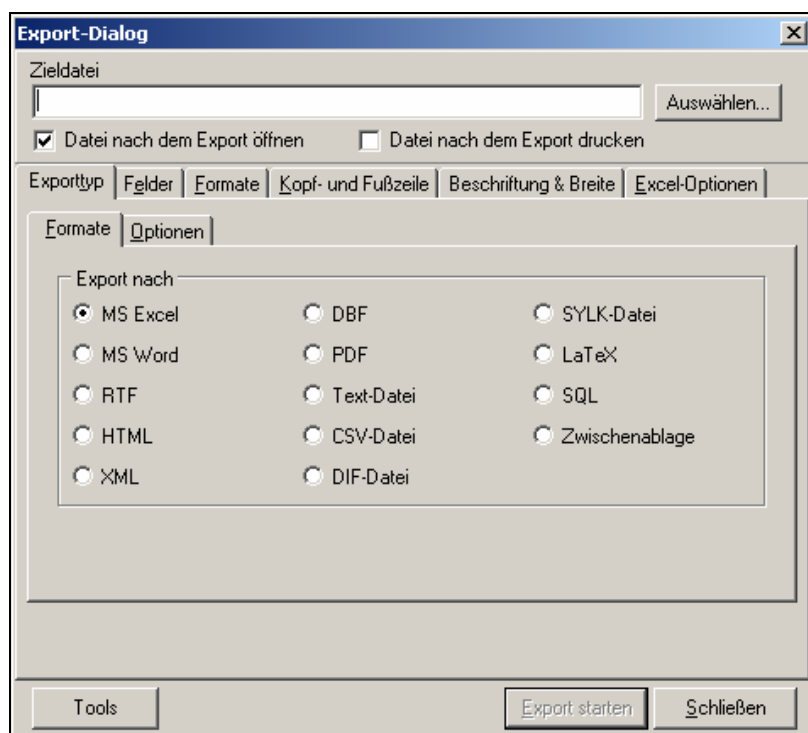 Export-Dialog
Zieldatei
Auswählen...
Datei nach dem Export öffnen Datei nach dem Export drucken
Exporttyp Felder Formate Kopf- und Fußzeile Beschriftung & Breite Excel-Optionen
Formate Optionen
Export nach
MS Excel DBF SYLK-Datei
MS Word PDF LaTeX
RTF Text-Datei SQL
HTML CSV-Datei Zwischenablage
XML DIF-Datei
Tools Export starten Schließen